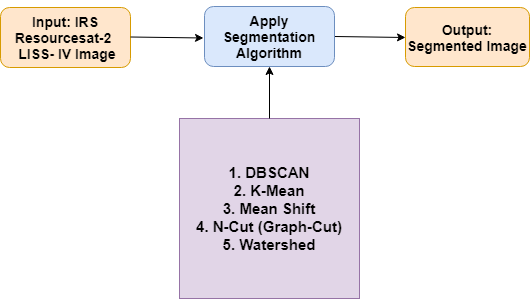 Input: IRS
Resourcesat-2
LISS- IV Image
Apply
Segmentation
Algorithm
Output:
Segmented Image
1. DBSCAN
2. K-Mean
3. Mean Shift
4. N-Cut (Graph-Cut)
5. Watershed